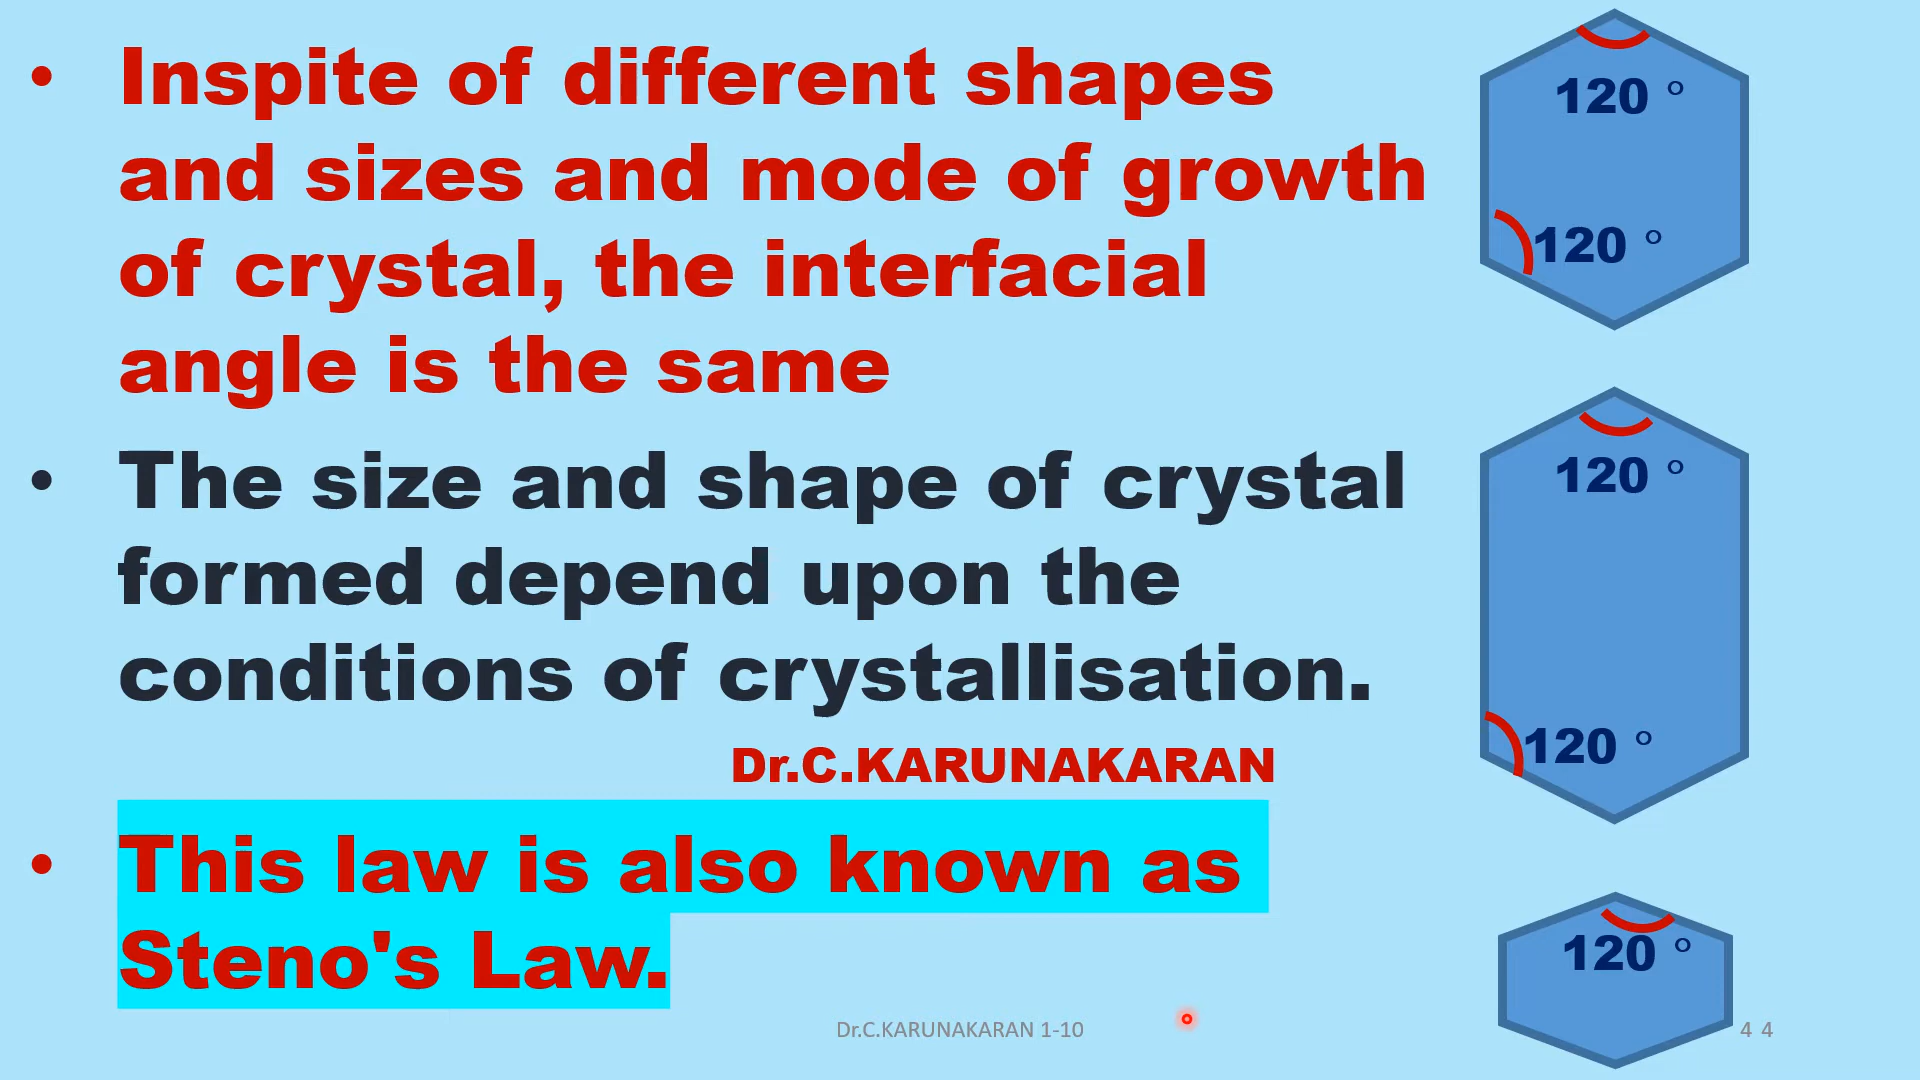 • Inspite of different shapes
and sizes and mode of growth
of crystal, the interfacial
angle is the same
• The size and shape of crystal
formed depend upon the
conditions of crystallisation.
Dr.C.KARUNAKARAN
• This law is also known as
Steno's Law.
120 °
120 °
120 °
120 °
120 °
Dr.C.KARUNAKARAN 1-10
4 4